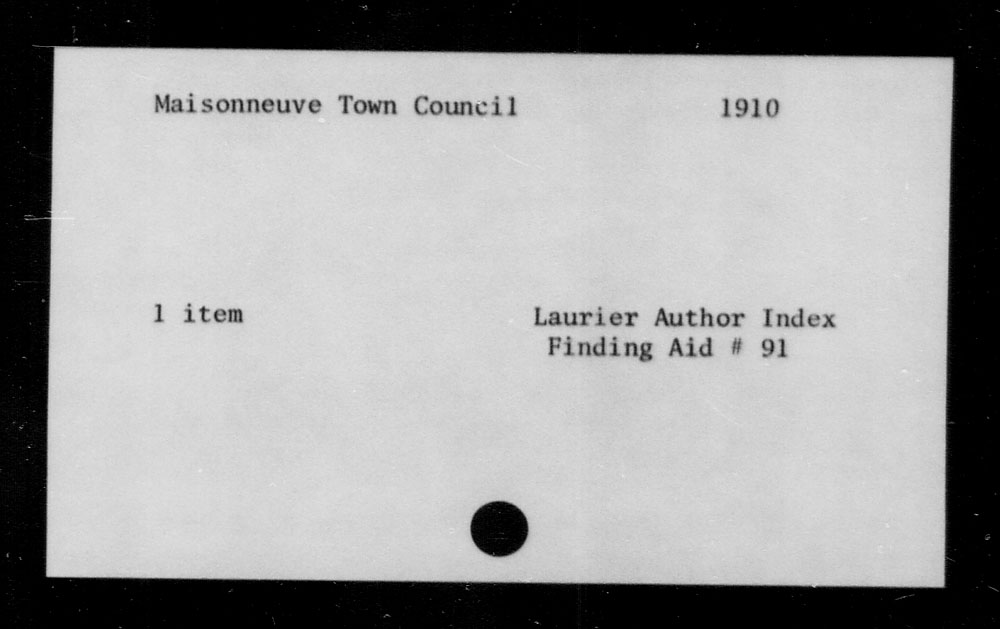 Maisonneuve Town Council 1910
1 item Laurier Author Index
Finding Aid # 91